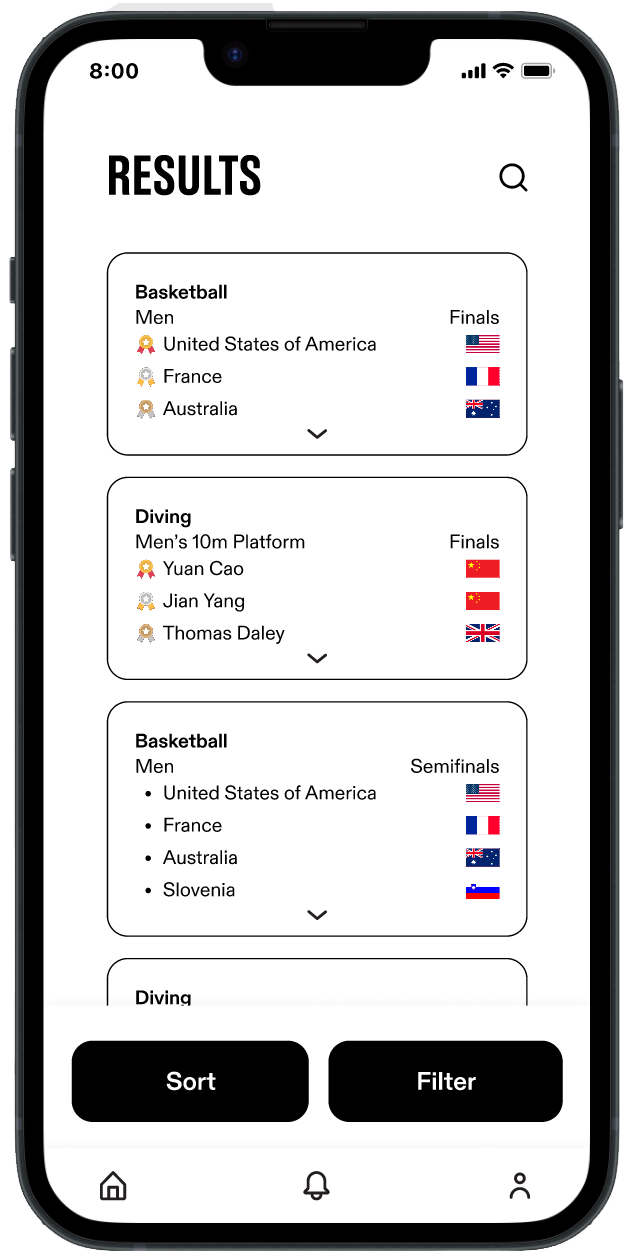 8:00
RESULTS
Basketball
Men Finals
United States of America
France
Australia
Diving
Men’s 10m Platform Finals
Yuan Cao
Jian Yang
Thomas Daley
Basketball
Men Semifinals
• United States of America
• France
• Australia
• Slovenia
Diving
Sort Filter